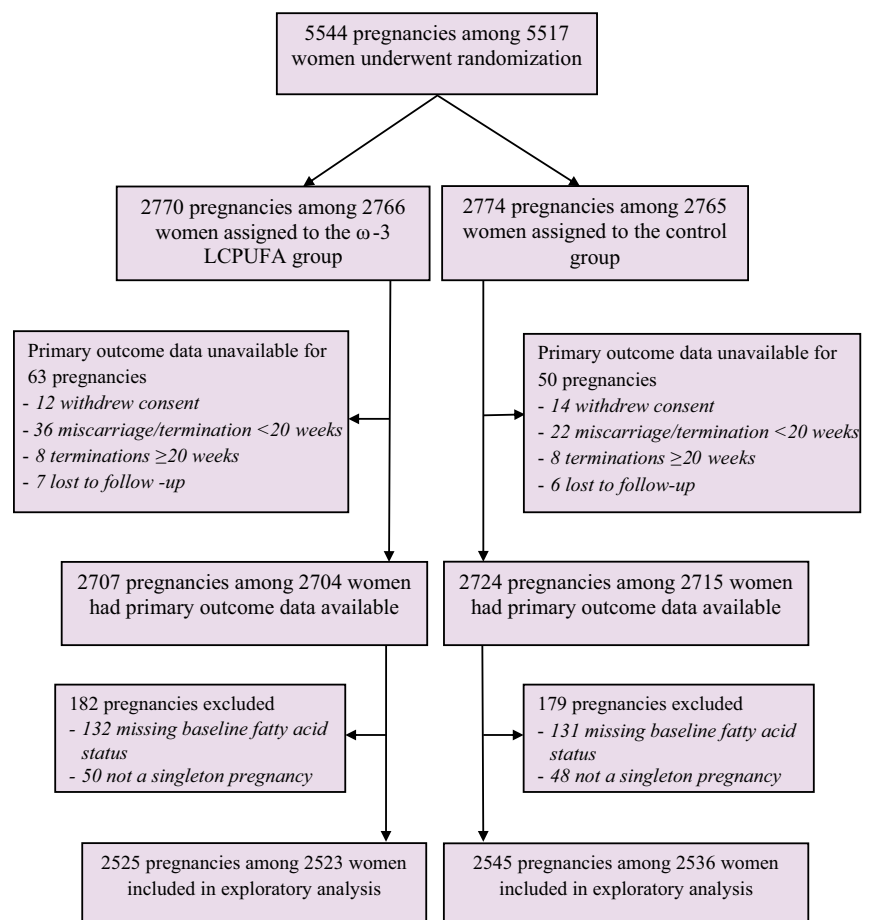 5544 pregnancies among 5517
women underwent randomization
2770 pregnancies among 2766
women assigned to the ω-3
LCPUFA group
2774 pregnancies among 2765
women assigned to the control
group
Primary outcome data unavailable for
63 pregnancies
- 12 withdrew consent
- 36 miscarriage/termination <20 weeks
- 8 terminations ≥20 weeks
- 7 lost to follow -up
Primary outcome data unavailable for
50 pregnancies
- 14 withdrew consent
- 22 miscarriage/termination <20 weeks
- 8 terminations ≥20 weeks
- 6 lost to follow-up
2707 pregnancies among 2704 women
had primary outcome data available
2724 pregnancies among 2715 women
had primary outcome data available
182 pregnancies excluded
- 132 missing baseline fatty acid
status
- 50 not a singleton pregnancy
179 pregnancies excluded
- 131 missing baseline fatty acid
status
- 48 not a singleton pregnancy
2525 pregnancies among 2523 women
included in exploratory analysis
2545 pregnancies among 2536 women
included in exploratory analysis